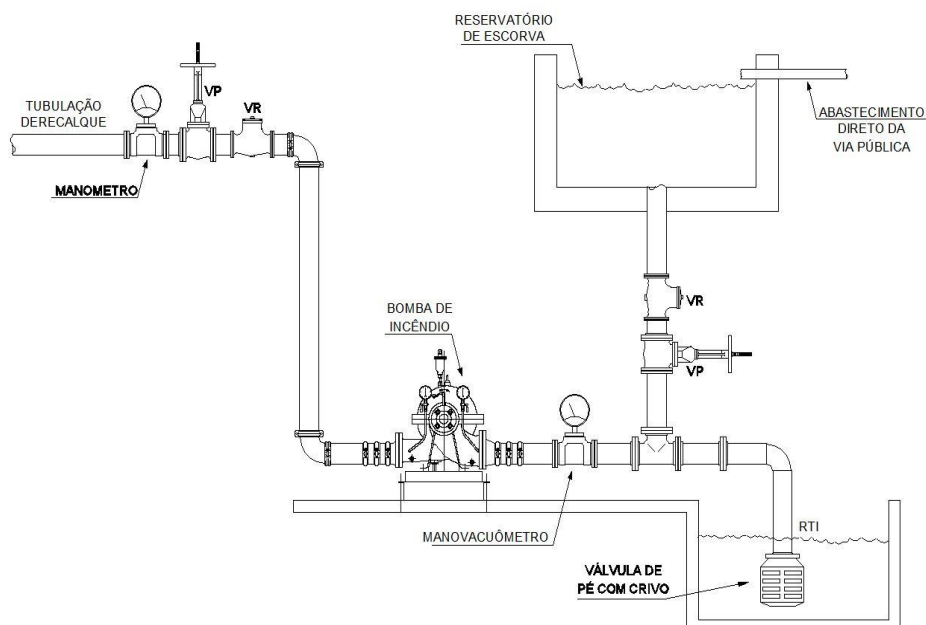 RESERVATÓRIO
DE ESCORVA
VP
VR
TUBULAÇÃO
DERECALQUE
ABASTECIMENTO
DIRETO DA
VIA PÚBLICA
MANOMETRO
VR
BOMBA DE
INCÊNDIO
VP
MANOVACUÔMETRO
RTI
VÁLVULA DE
PÉ COM CRIVO